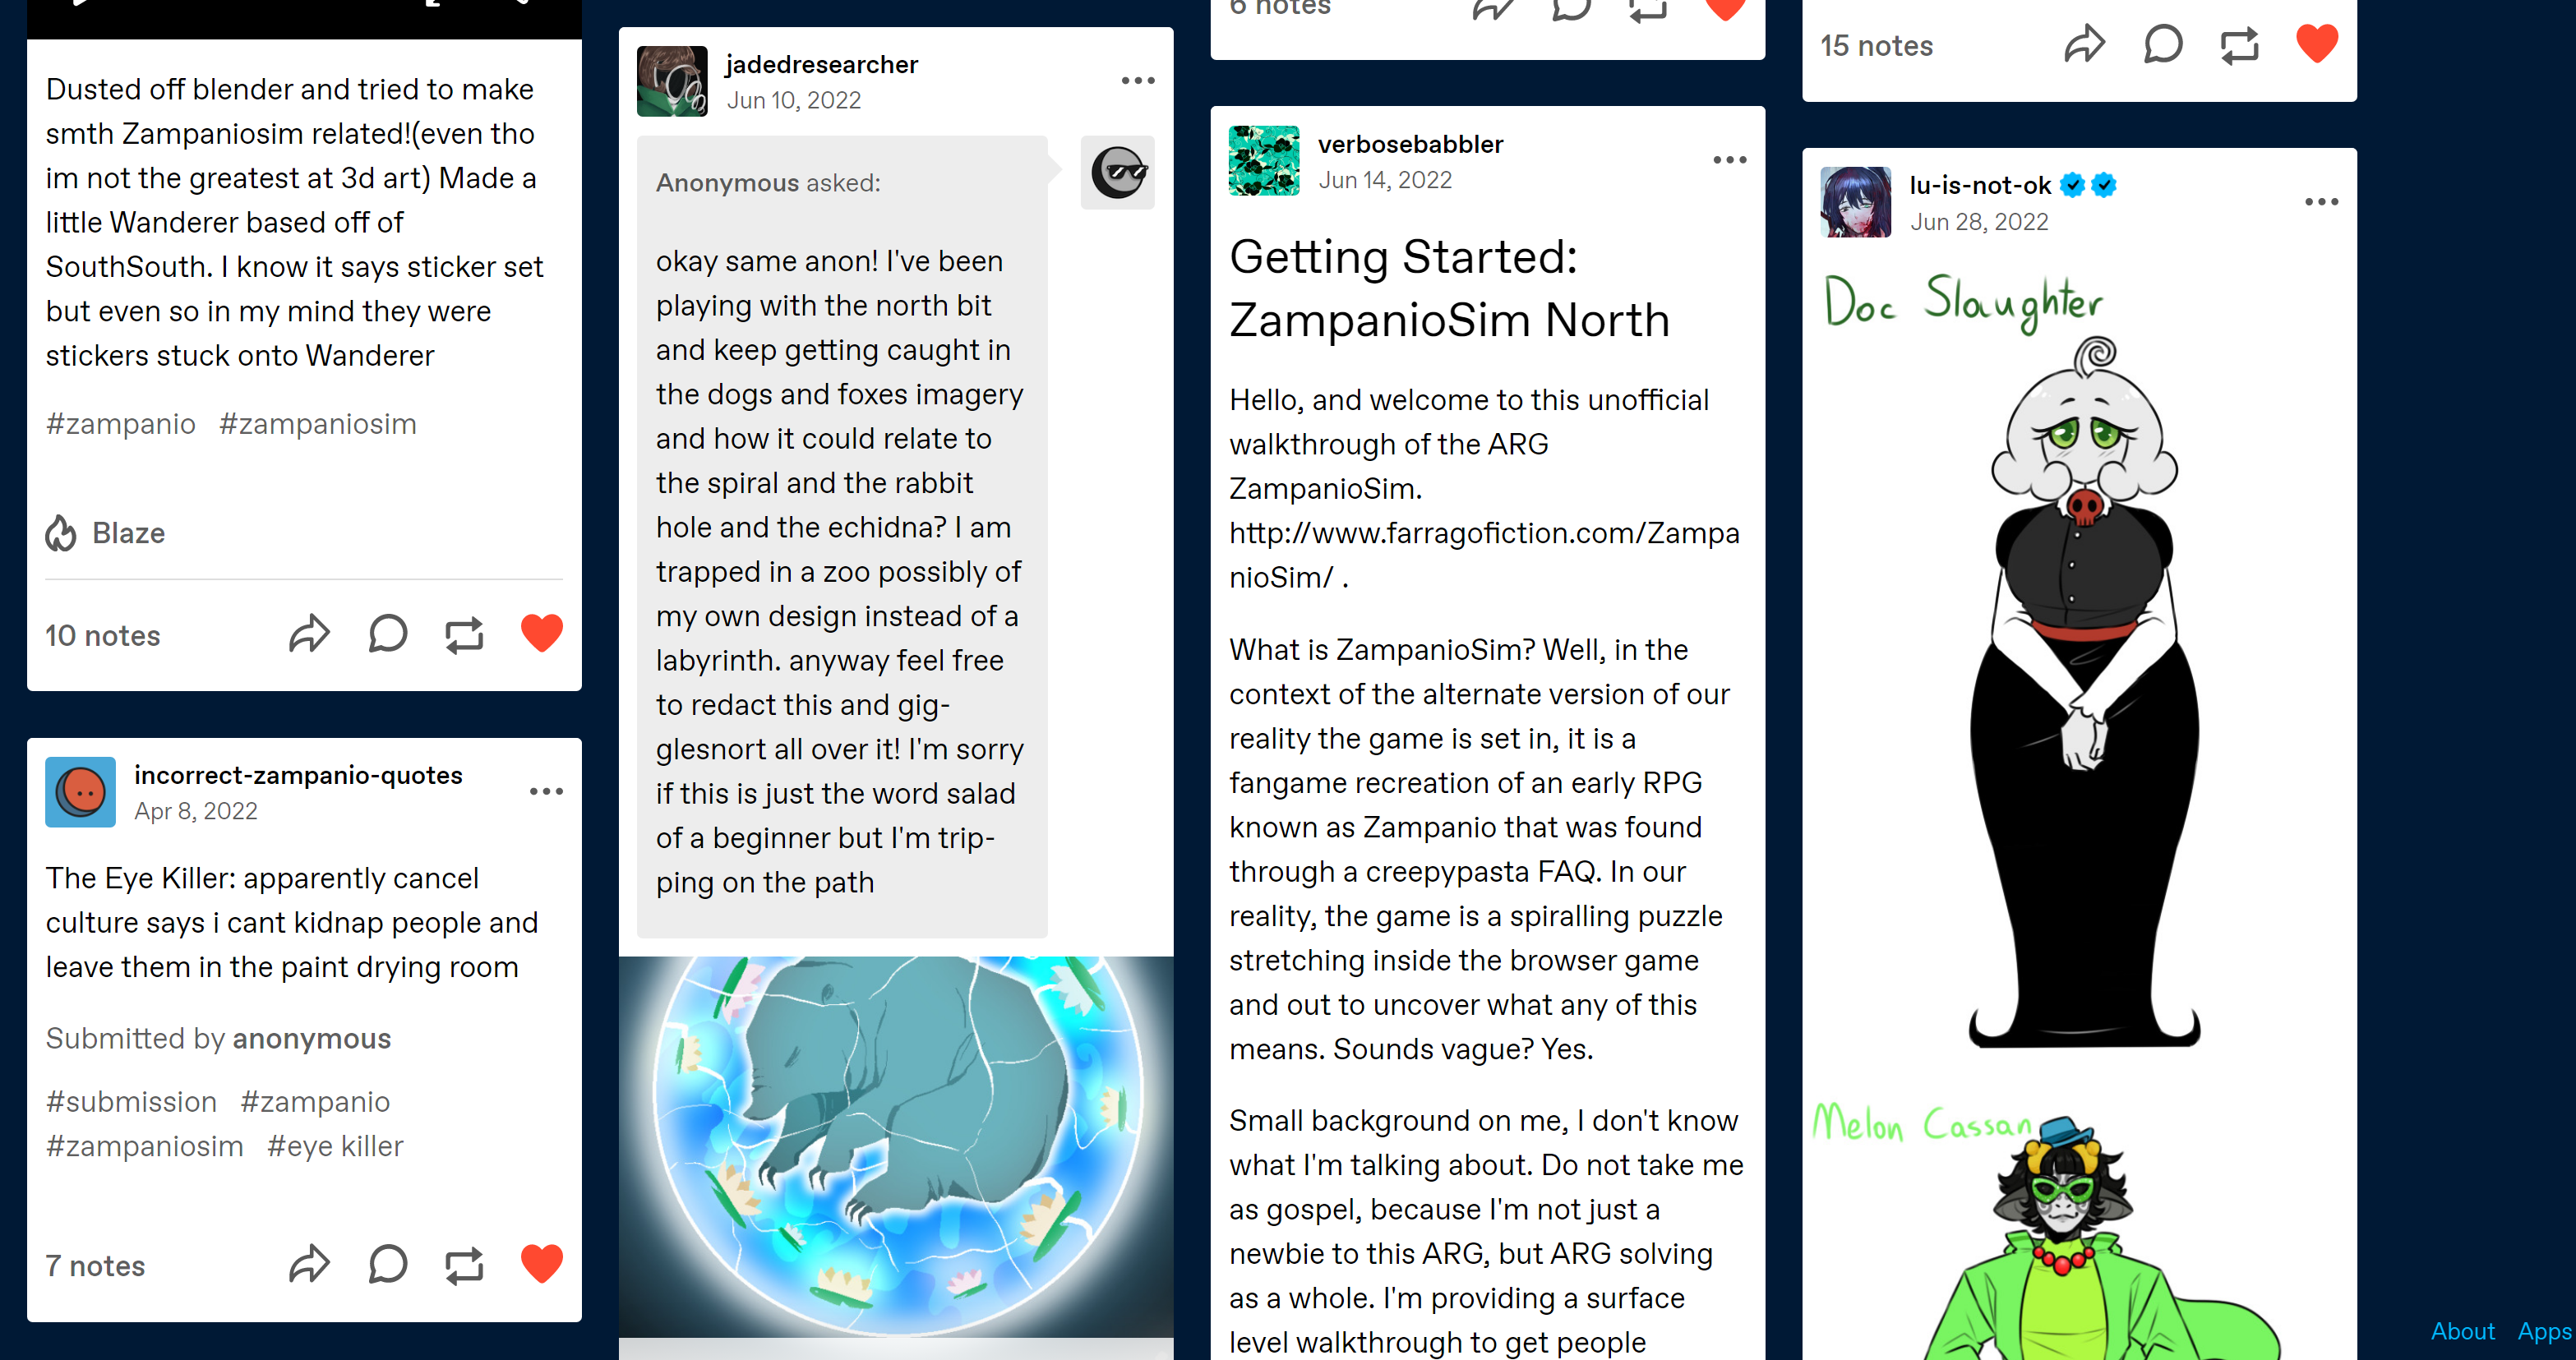 Dusted off blender and tried to make
smth Zampaniosim related!(even tho
im not the greatest at 3d art) Made a
little Wanderer based off of
SouthSouth. I know it says sticker set
but even so in my mind they were
stickers stuck onto Wanderer
#zampanio #zampaniosim
Blaze
10 notes
incorrect-zampanio-quotes
Apr 8, 2022
The Eye Killer: apparently cancel
culture says i cant kidnap people and
leave them in the paint drying room
Submitted by anonymous
#submission #zampanio
#zampaniosim #eye killer
7 notes
jadedresearcher
Jun 10, 2022
Anonymous asked:
okay same anon! I've been
playing with the north bit
and keep getting caught in
the dogs and foxes imagery
and how it could relate to
the spiral and the rabbit
hole and the echidna? I am
trapped in a zoo possibly of
my own design instead of a
labyrinth. anyway feel free
to redact this and gig-
glesnort all over it! I'm sorry
if this is just the word salad
of a beginner but I'm trip-
ping on the path
6 notes
verbosebabbler
Jun 14, 2022
Getting Started:
ZampanioSim North
Hello, and welcome to this unofficial
walkthrough of the ARG
ZampanioSim.
http://www.farragofiction.com/Zampa
nioSim/ .
What is ZampanioSim? Well, in the
context of the alternate version of our
reality the game is set in, it is a
fangame recreation of an early RPG
known as Zampanio that was found
through a creepypasta FAQ. In our
reality, the game is a spiralling puzzle
stretching inside the browser game
and out to uncover what any of this
means. Sounds vague? Yes.
Small background on me, I don't know
what I'm talking about. Do not take me
as gospel, because I'm not just a
newbie to this ARG, but ARG solving
as a whole. I'm providing a surface
level walkthrough to get people
15 notes
lu-is-not-ok
Jun 28, 2022
Doc Slaughter
Melon Cassan
About Apps